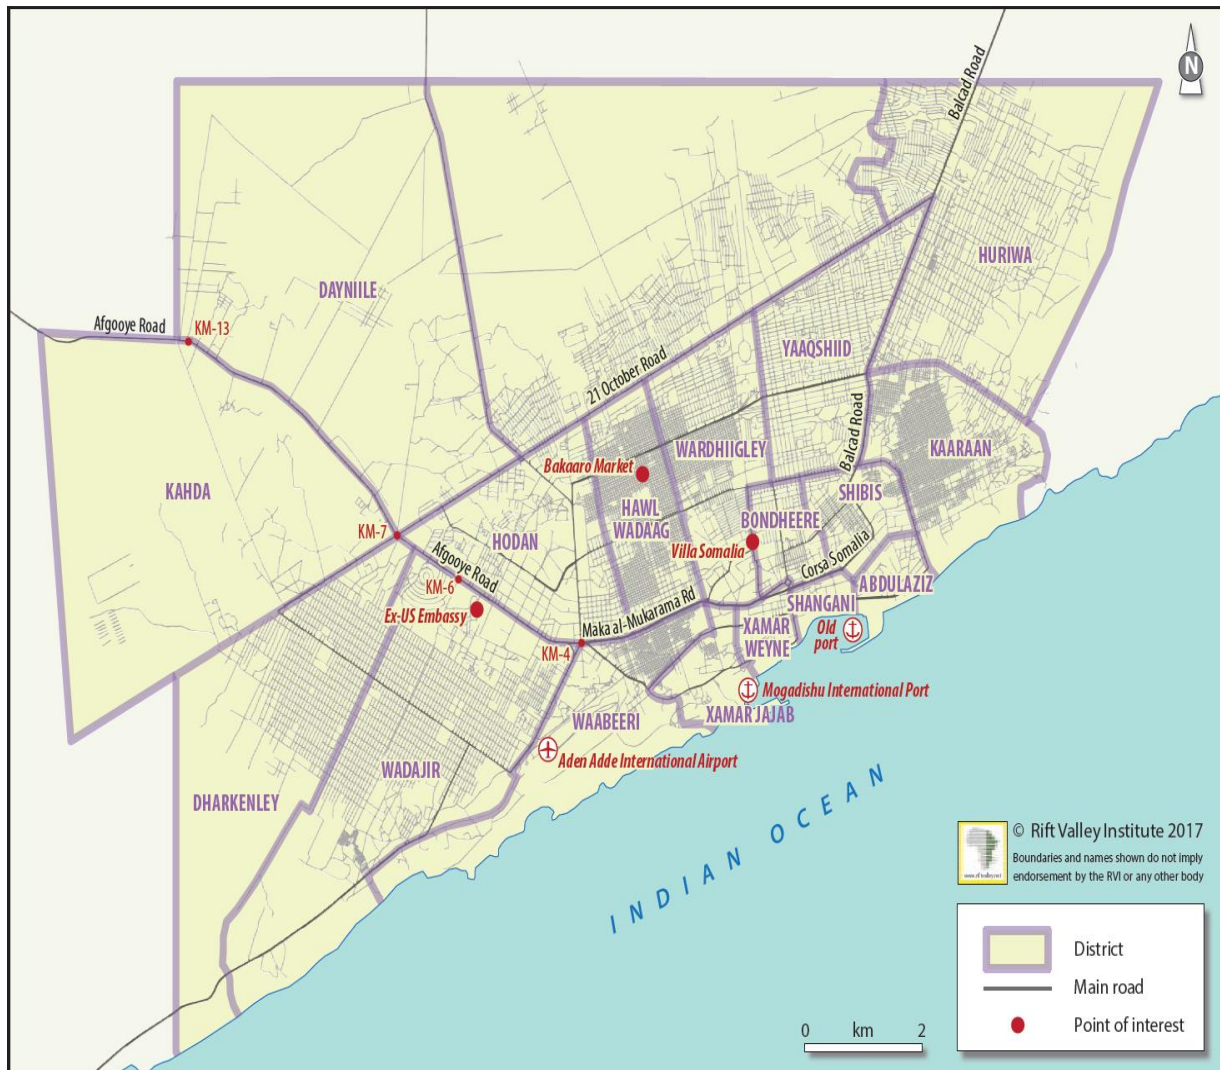 N
Balcad Road
HURIWA
DAYNIILE
Afgooye Road
KM-13
YAAQSHIID
21 October Road
Balcad Road
KAARAAN
WARDHIIGLEY
Bakaaro Market
KAHDA
SHIBIS
HAWL
WADAAG
BONDHEERE
KM-7
HODAN
Villa Somalia
Afgooye Road
Corsa Somalia
KM-6
ABDULAZIZ
Ex-US Embassy
Maka al-Mukarama Rd
SHANGANI
XAMAR
WEYNE
Old
port
KM-4
Mogadishu International Port
XAMAR JAJAB
WAABEERI
Aden Adde International Airport
WADAJIR
DHARKENLEY
INDIAN OCEAN
© Rift Valley Institute 2017
Boundaries and names shown do not imply
endorsement by the RVI or any other body
District
Main road
Point of interest
0 km 2